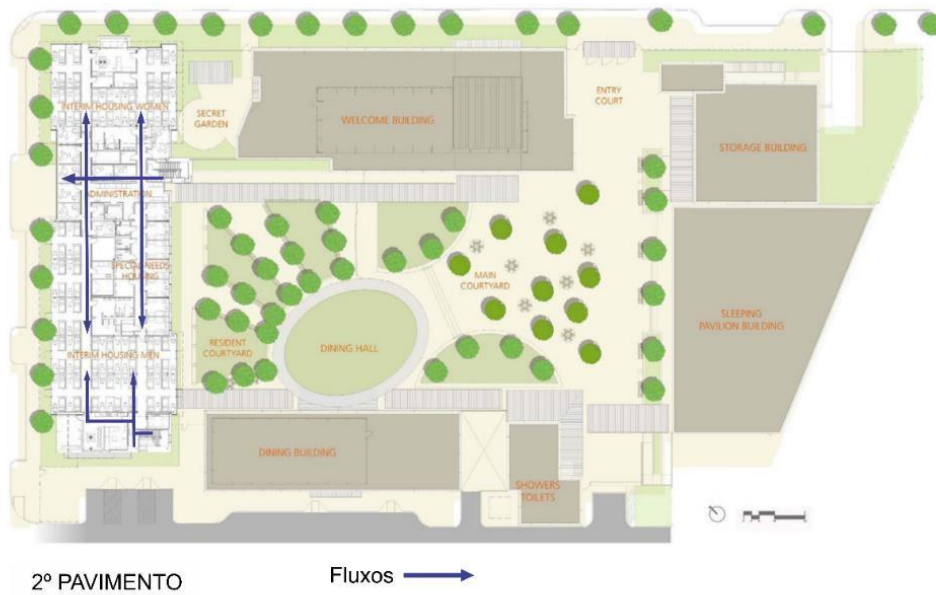 INTERIM HOUSING WOMEN
SECRET
GARDEN
WELCOME BUILDING
ENTRY
COURT
STORAGE BUILDING
ADMINISTRATION
SPECIAL NEEDS
HOUSING
MAIN
COURTYARD
SLEEPING
PAVILION BUILDING
INTERIM HOUSING MEN
RESIDENT
COURTYARD
DINING HALL
DINING BUILDING
SHOWERS
TOILETS
2º PAVIMENTO
Fluxos